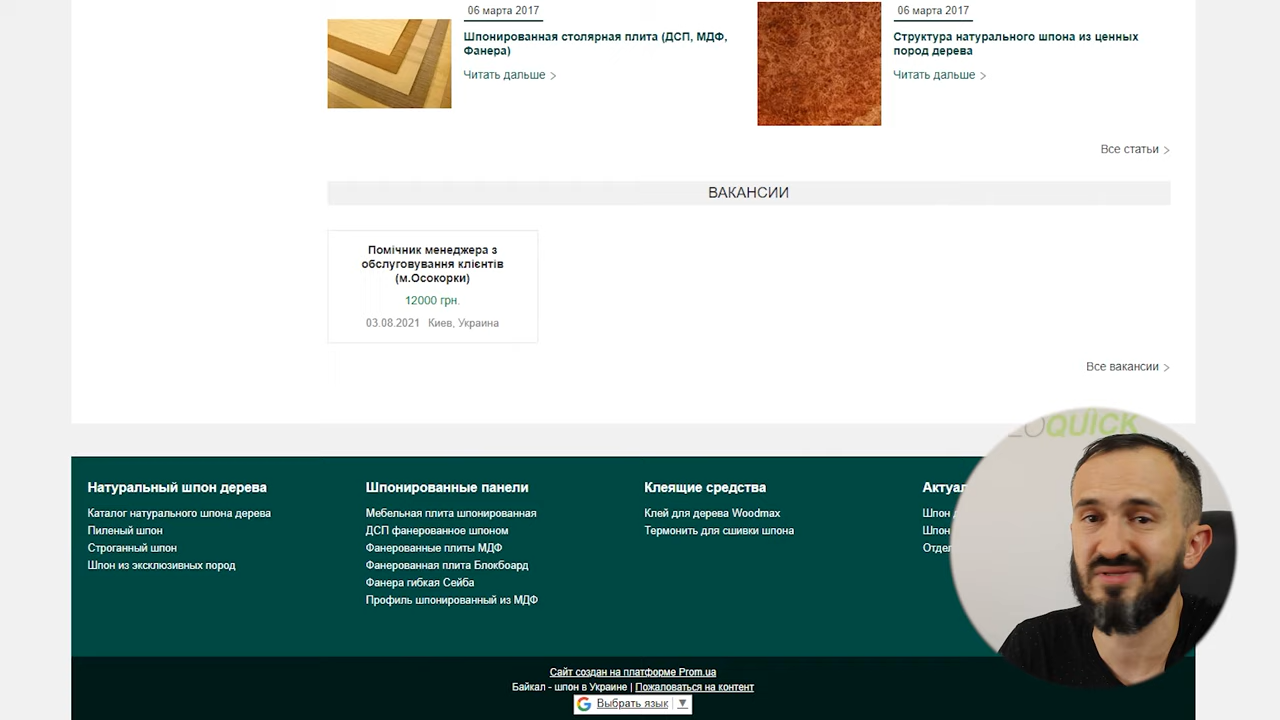 06 марта 2017
Шпонированная столярная плита (ДСП, МДФ,
Фанера)
Читать дальше
06 марта 2017
Структура натурального шпона из ценных
пород дерева
Читать дальше
Все статьи
ВАКАНСИИ
Помічник менеджера з
обслуговування клієнтів
(м.Осокорки)
12000 грн.
03.08.2021 Киев, Украина
Все вакансии
QUICK
Натуральный шпон дерева
Каталог натурального шпона дерева
Пиленый шпон
Строганный шпон
Шпон из эксклюзивных пород
Шпонированные панели
Мебельная плита шпонированная
ДСП фанерованное шпоном
Фанерованные плиты МДФ
Фанерованная плита Блокбоард
Фанера гибкая Сейба
Профиль шпонированный из МДФ
Клеящие средства
Клей для дерева Woodmax
Термонить для сшивки шпона
Актуал
Шпон
Шпон
Отдел
Сайт создан на платформе Prom.ua
Байкал - шпон в Украине | Пожаловаться на контент
Выбрать язык